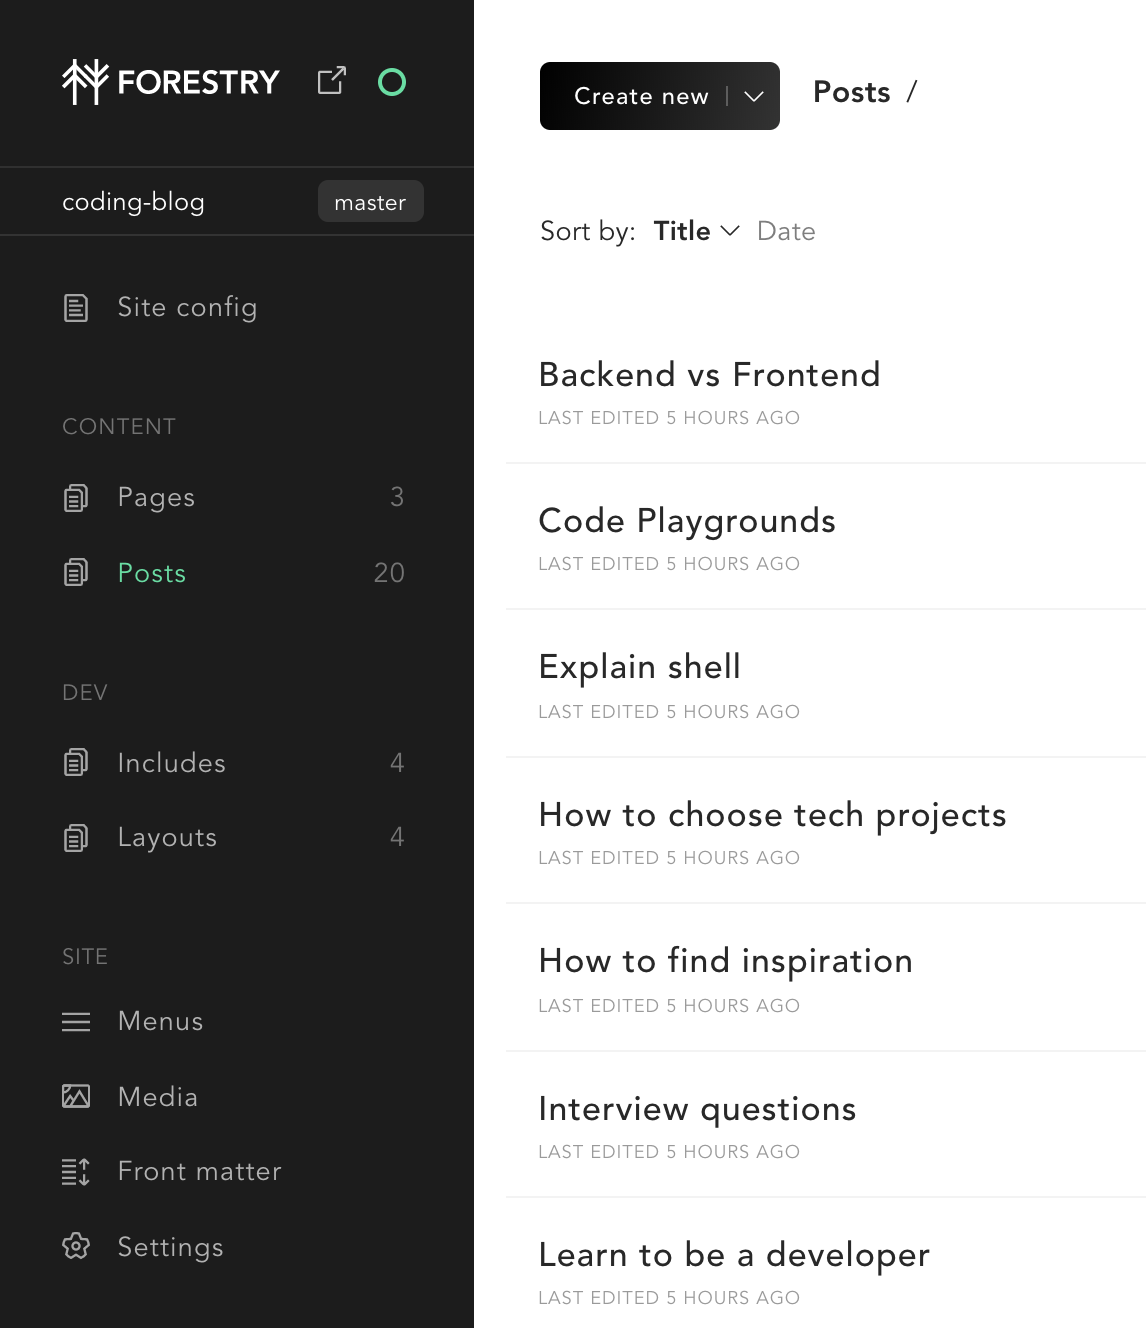 FORESTRY
coding-blog master
Site config
CONTENT
Pages 3
Posts 20
DEV
Includes 4
Layouts 4
SITE
Menus
Media
Front matter
Settings
Create new | Posts /
Sort by: Title Date
Backend vs Frontend
LAST EDITED 5 HOURS AGO
Code Playgrounds
LAST EDITED 5 HOURS AGO
Explain shell
LAST EDITED 5 HOURS AGO
How to choose tech projects
LAST EDITED 5 HOURS AGO
How to find inspiration
LAST EDITED 5 HOURS AGO
Interview questions
LAST EDITED 5 HOURS AGO
Learn to be a developer
LAST EDITED 5 HOURS AGO